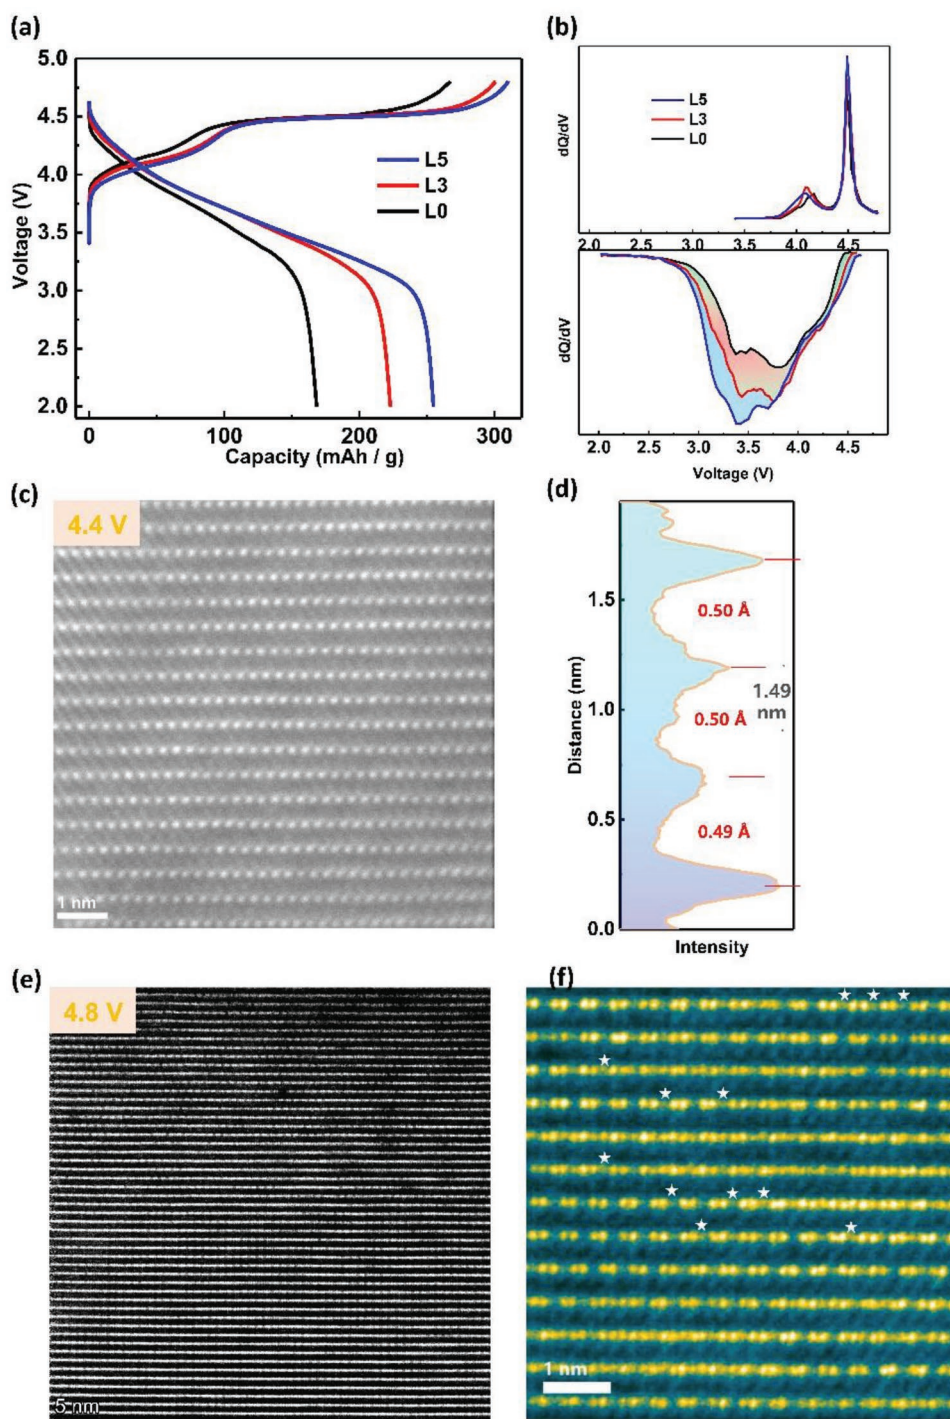 (a)
5.0
4.5
4.0
3.5
3.0
2.5
2.0
Voltage (V)
L5
L3
L0
0
100
200
300
Capacity (mAh / g)
(b)
dQ/dV
L5
L3
L0
2.0 2.5 3.0 3.5 4.0 4.5
dQ/dV
2.0 2.5 3.0 3.5 4.0 4.5
Voltage (V)
(c)
4.4 V
1 nm
(d)
Distance (nm)
1.5
1.0
0.5
0.0
0.50 Å
0.50 Å
0.49 Å
1.49
nm
Intensity
(e)
4.8 V
5 nm
(f)
1 nm